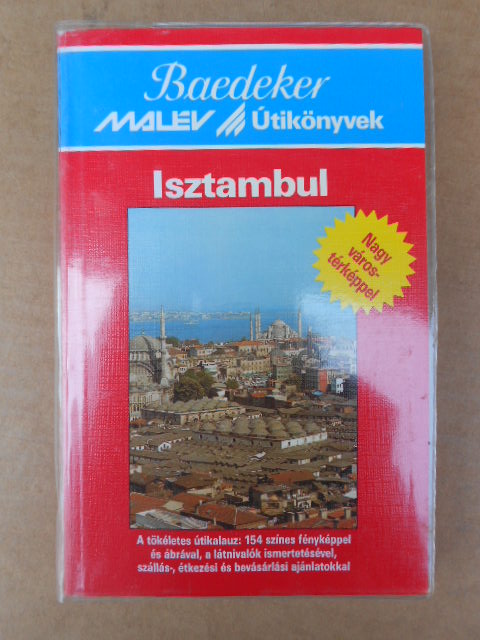 Baedeker
MALEV Útikönyvek
Isztambul
Nagy
város-
térképpel
A tökéletes útikalauz: 154 színes fényképpel
és ábrával, a látnivalók ismertetésével,
szállás-, étkezési és bevásárlási ajánlatokkal